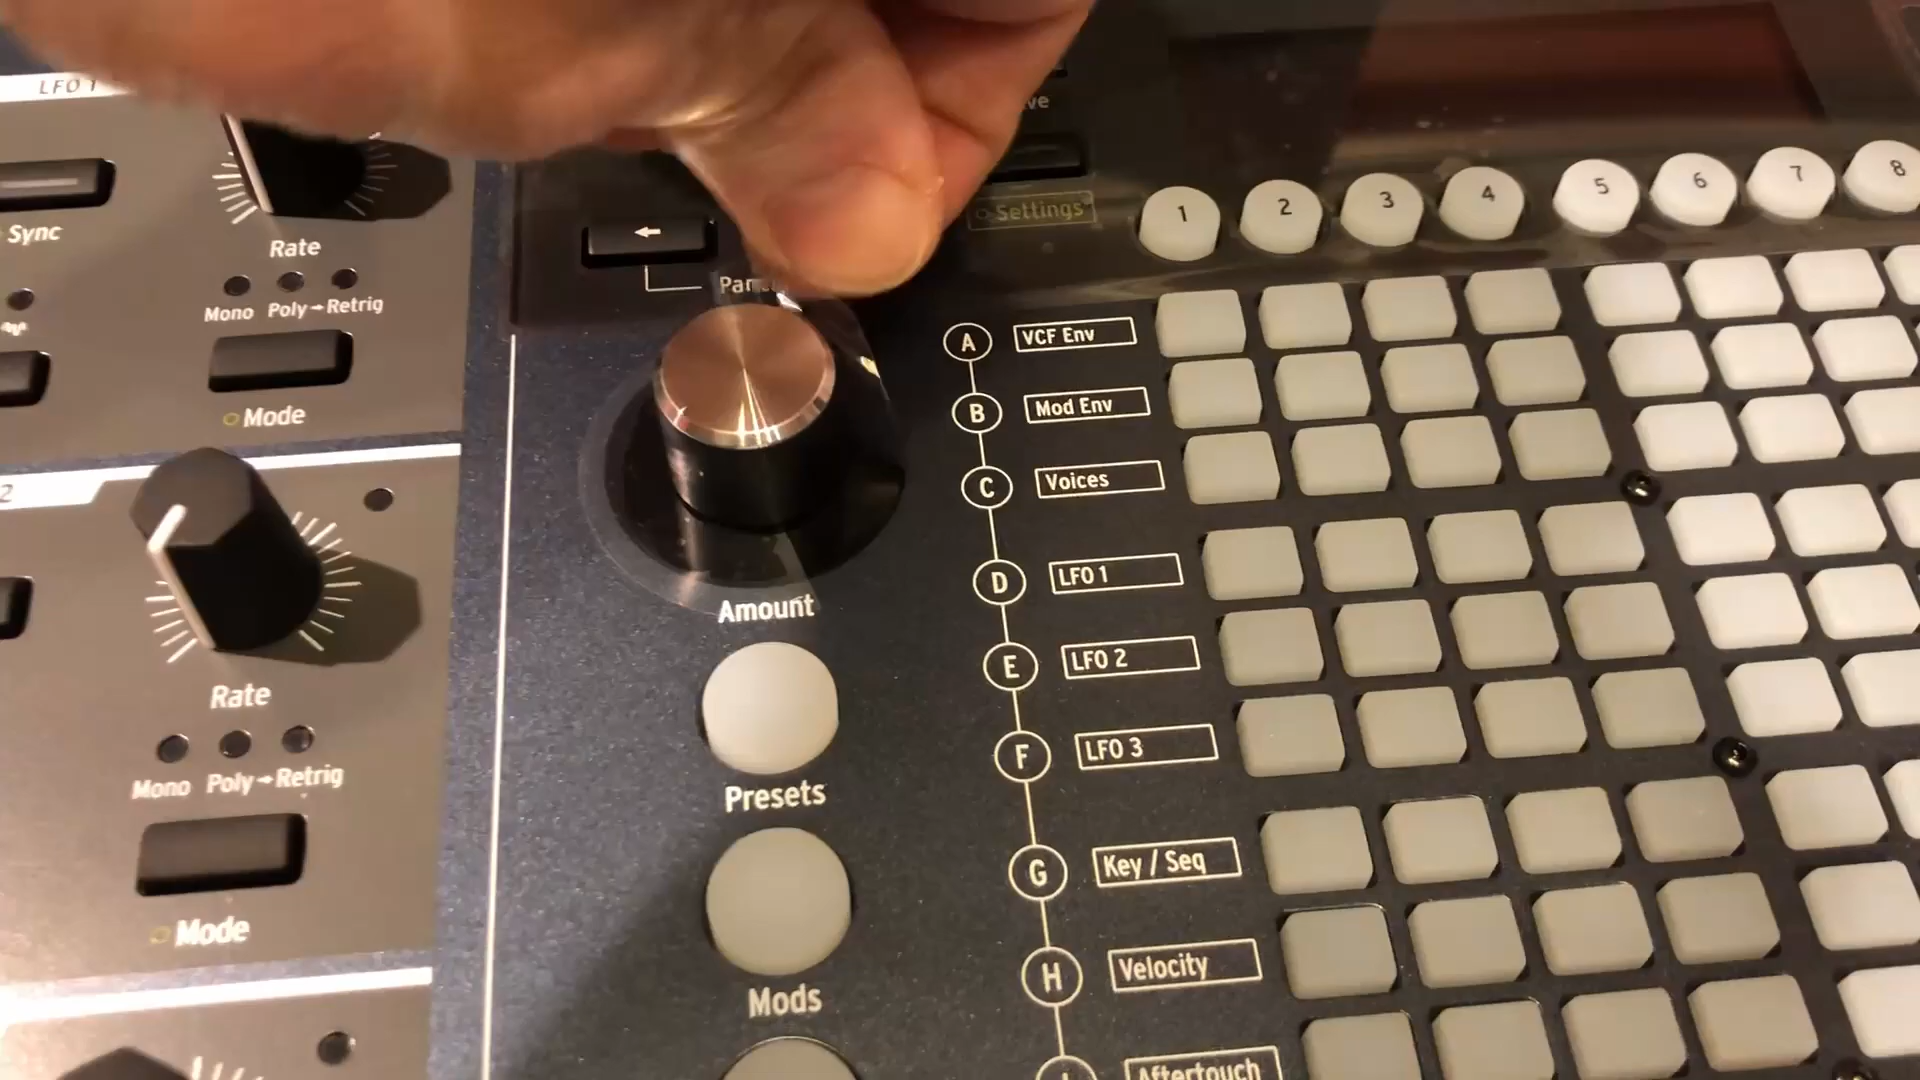 LFO 1
Sync
Rate
Mono Poly→Retrig
Mode
2
Rate
Mono Poly→Retrig
Mode
←
Settings
Amount
Presets
Mods
1 2 3 4 5 6 7 8
A VCF Env
B Mod Env
C Voices
D LFO 1
E LFO 2
F LFO 3
G Key / Seq
H Velocity
Aftertouch